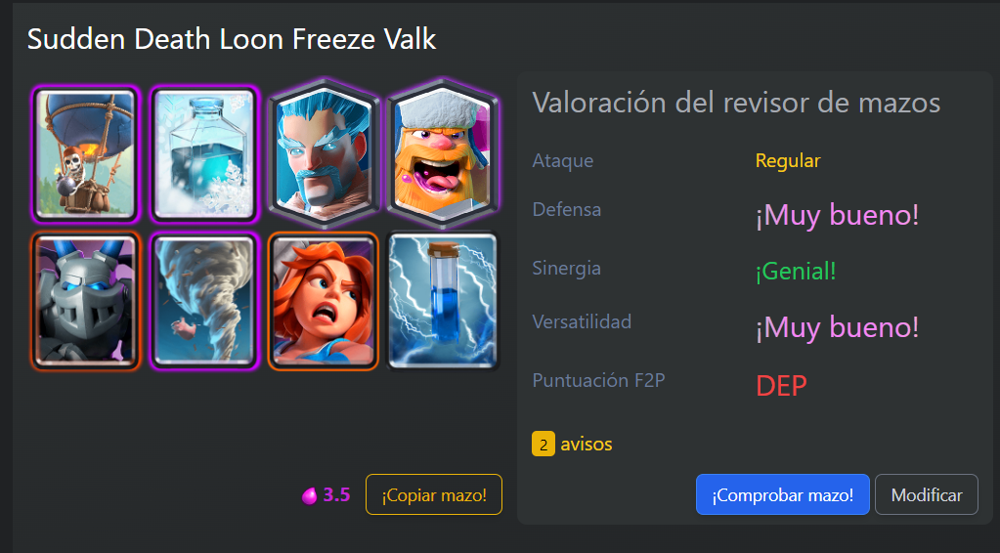 Sudden Death Loon Freeze Valk
Valoración del revisor de mazos
Ataque Regular
Defensa ¡Muy bueno!
Sinergia ¡Genial!
Versatilidad ¡Muy bueno!
Puntuación F2P DEP
2 avisos
3.5 ¡Copiar mazo! ¡Comprobar mazo! Modificar